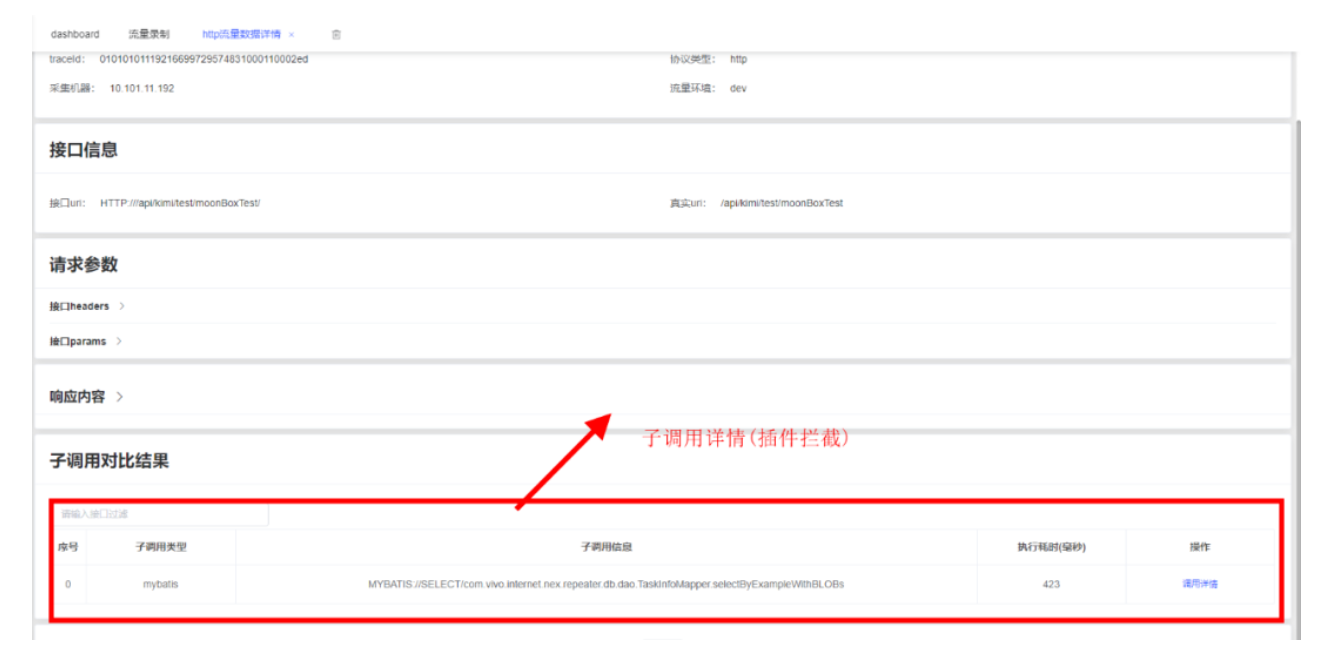 dashboard 流量录制 http流量数据详情 ×
traceId: 010101011192166997295748310001100​02ed 协议类型: http
采集机器: 10.101.11.192 流量环境: dev
接口信息
接口uri: HTTP:///api/kimi/test/moonBoxTest/ 真实uri: /api/kimi/test/moonBoxTest
请求参数
接口headers >
接口params >
响应内容 >
子调用详情(插件拦截)
子调用对比结果
请输入接口过滤
序号 子调用类型 子调用信息 执行耗时(毫秒) 操作
0 mybatis MYBATIS://SELECT/com.vivo.internet.nex.repeater.db.dao.TaskInfoMapper.selectByExampleWithBLOBs 423 调用详情